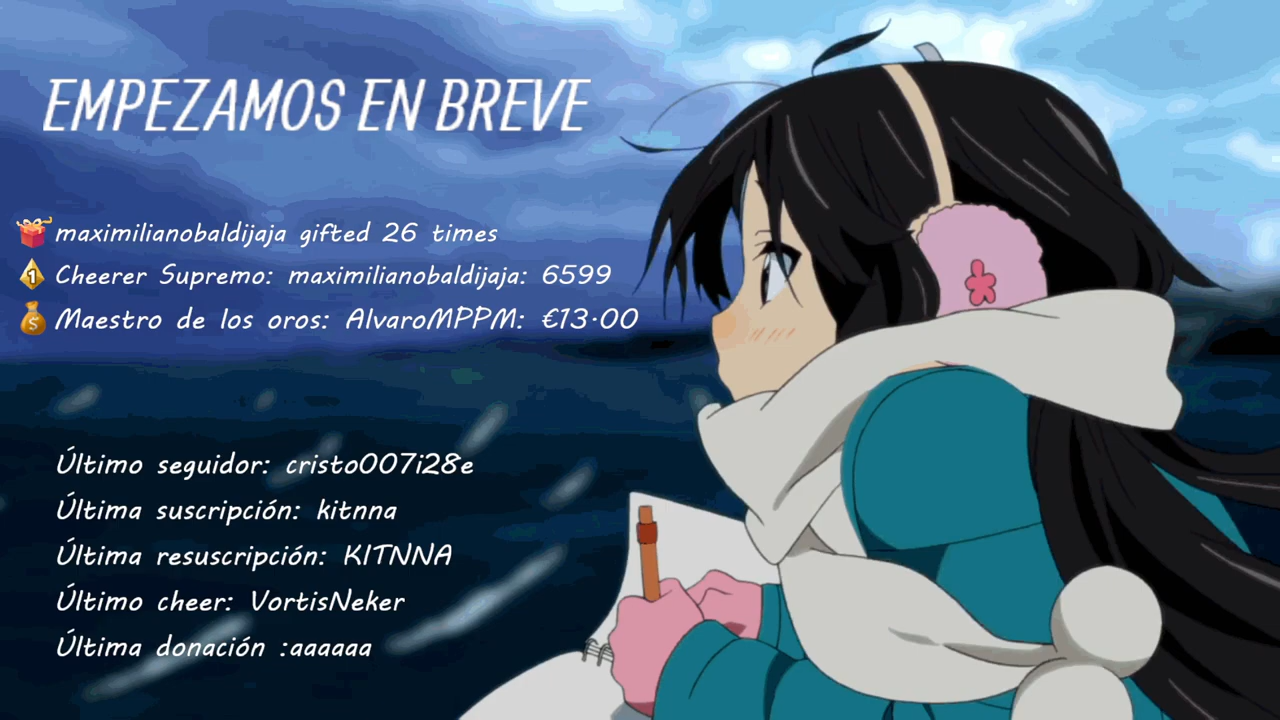 EMPEZAMOS EN BREVE
maximilianobaldijaja gifted 26 times
1 Cheerer Supremo: maximilianobaldijaja: 6599
$ Maestro de los oros: AlvaroMPPM: €13.00
Último seguidor: cristo007i28e
Última suscripción: kitnna
Última resuscripción: KITNNA
Último cheer: VortisNeker
Última donación :aaaaaa